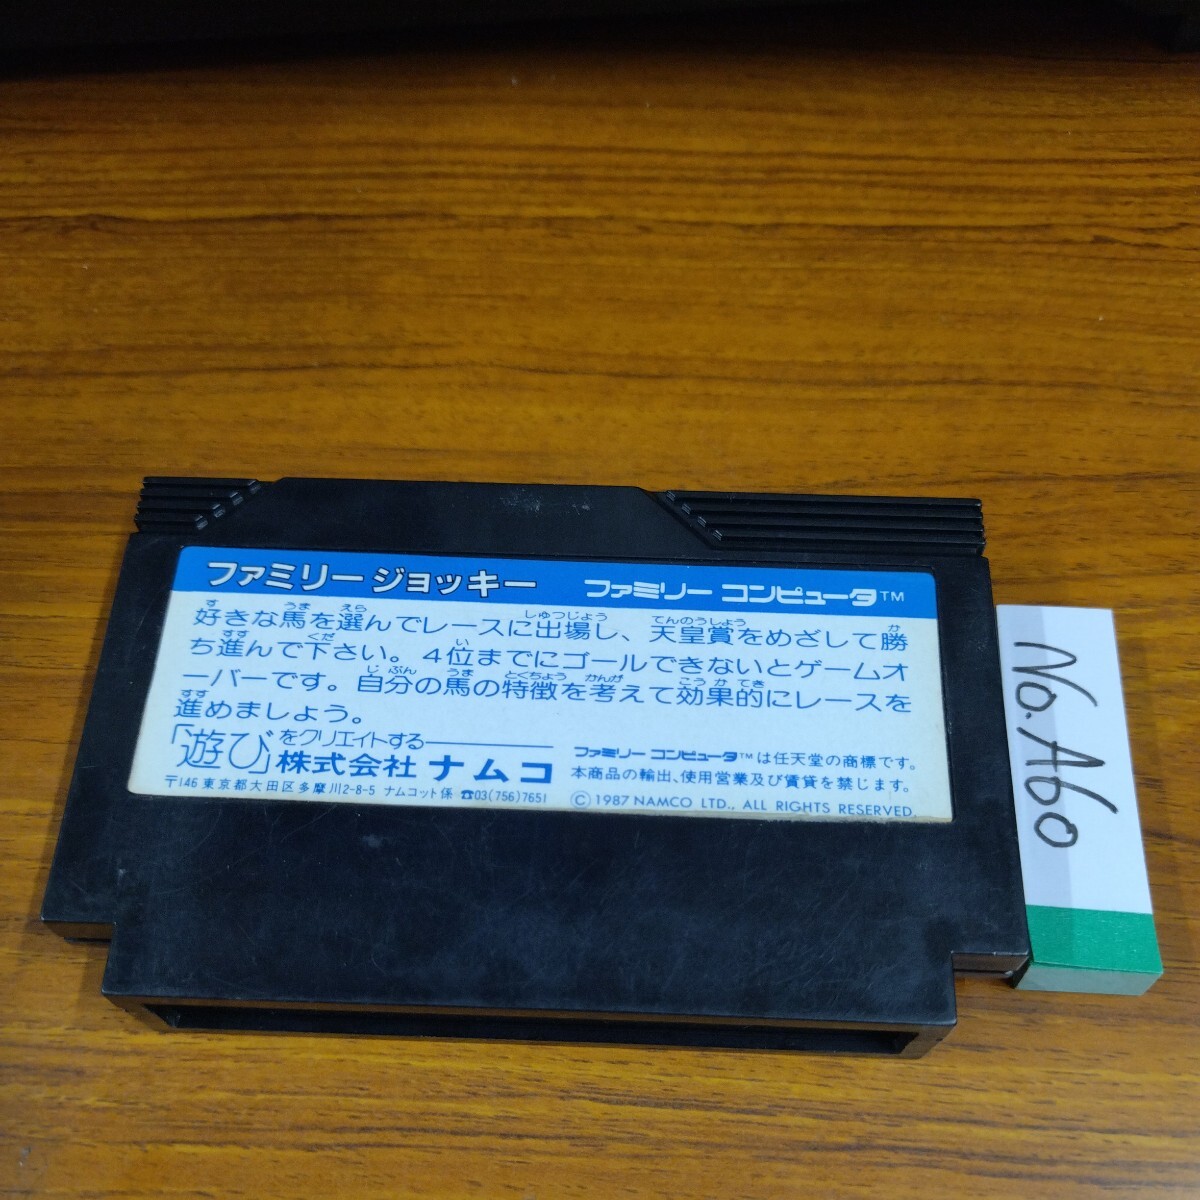 ファミリー ジョッキー ファミリー コンピュータ™
好きな馬を選んでレースに出場し、天皇賞をめざして勝
ち進んで下さい。4位までにゴールできないとゲームオ
ーバーです。自分の馬の特徴を考えて効果的にレースを
進めましょう。
「遊び」をクリエイトする
株式会社 ナムコ
〒146 東京都大田区多摩川2-8-5 ナムコット係 ☎03(756)7651
ファミリー コンピュータ™は任天堂の商標です。
本商品の輸出、使用営業及び賃貸を禁じます。
©1987 NAMCO LTD., ALL RIGHTS RESERVED.
No. A60